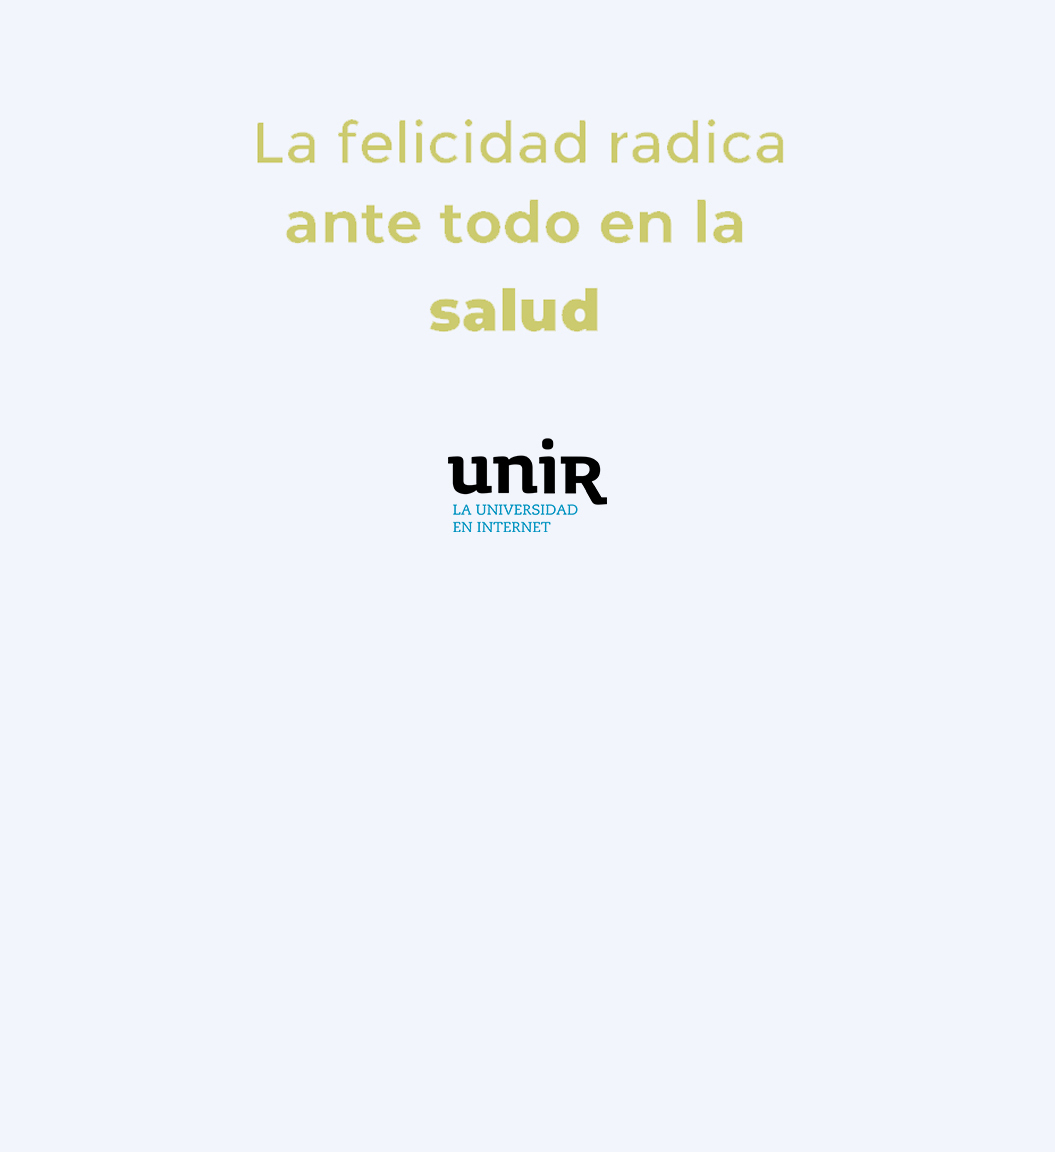 La felicidad radica
ante todo en la
salud
unir
LA UNIVERSIDAD
EN INTERNET